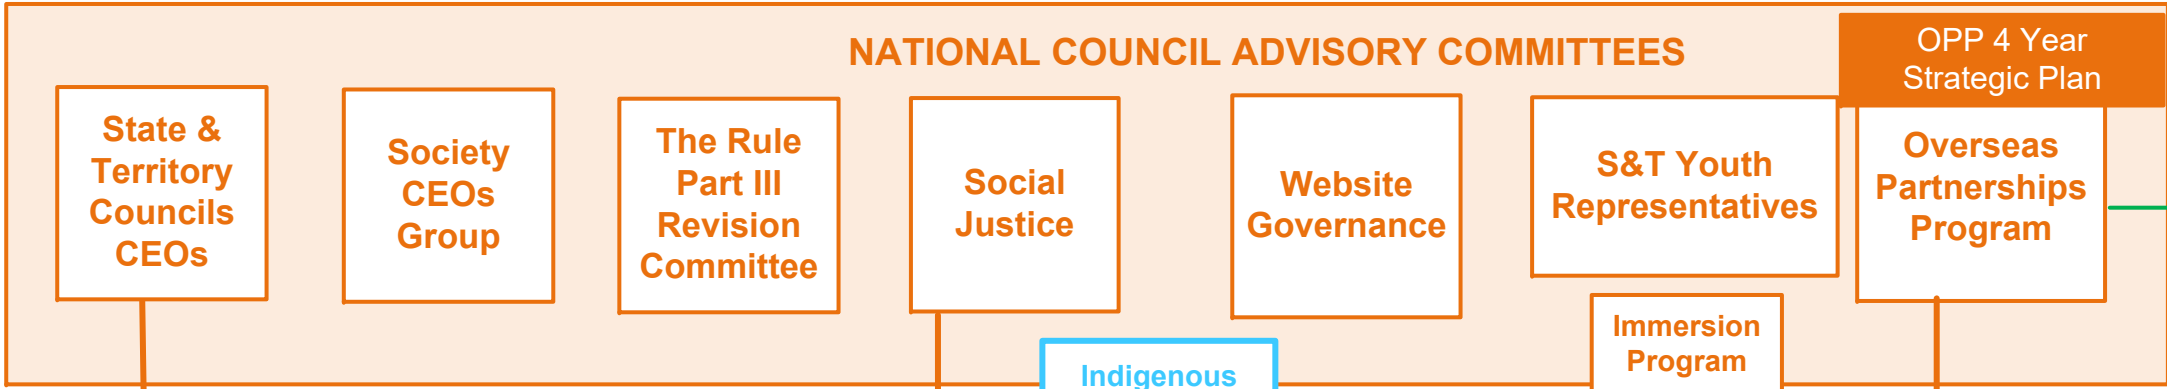 NATIONAL COUNCIL ADVISORY COMMITTEES
OPP 4 Year
Strategic Plan
State &
Territory
Councils
CEOs
Society
CEOs
Group
The Rule
Part III
Revision
Committee
Social
Justice
Website
Governance
S&T Youth
Representatives
Overseas
Partnerships
Program
Immersion
Program
Indigenous